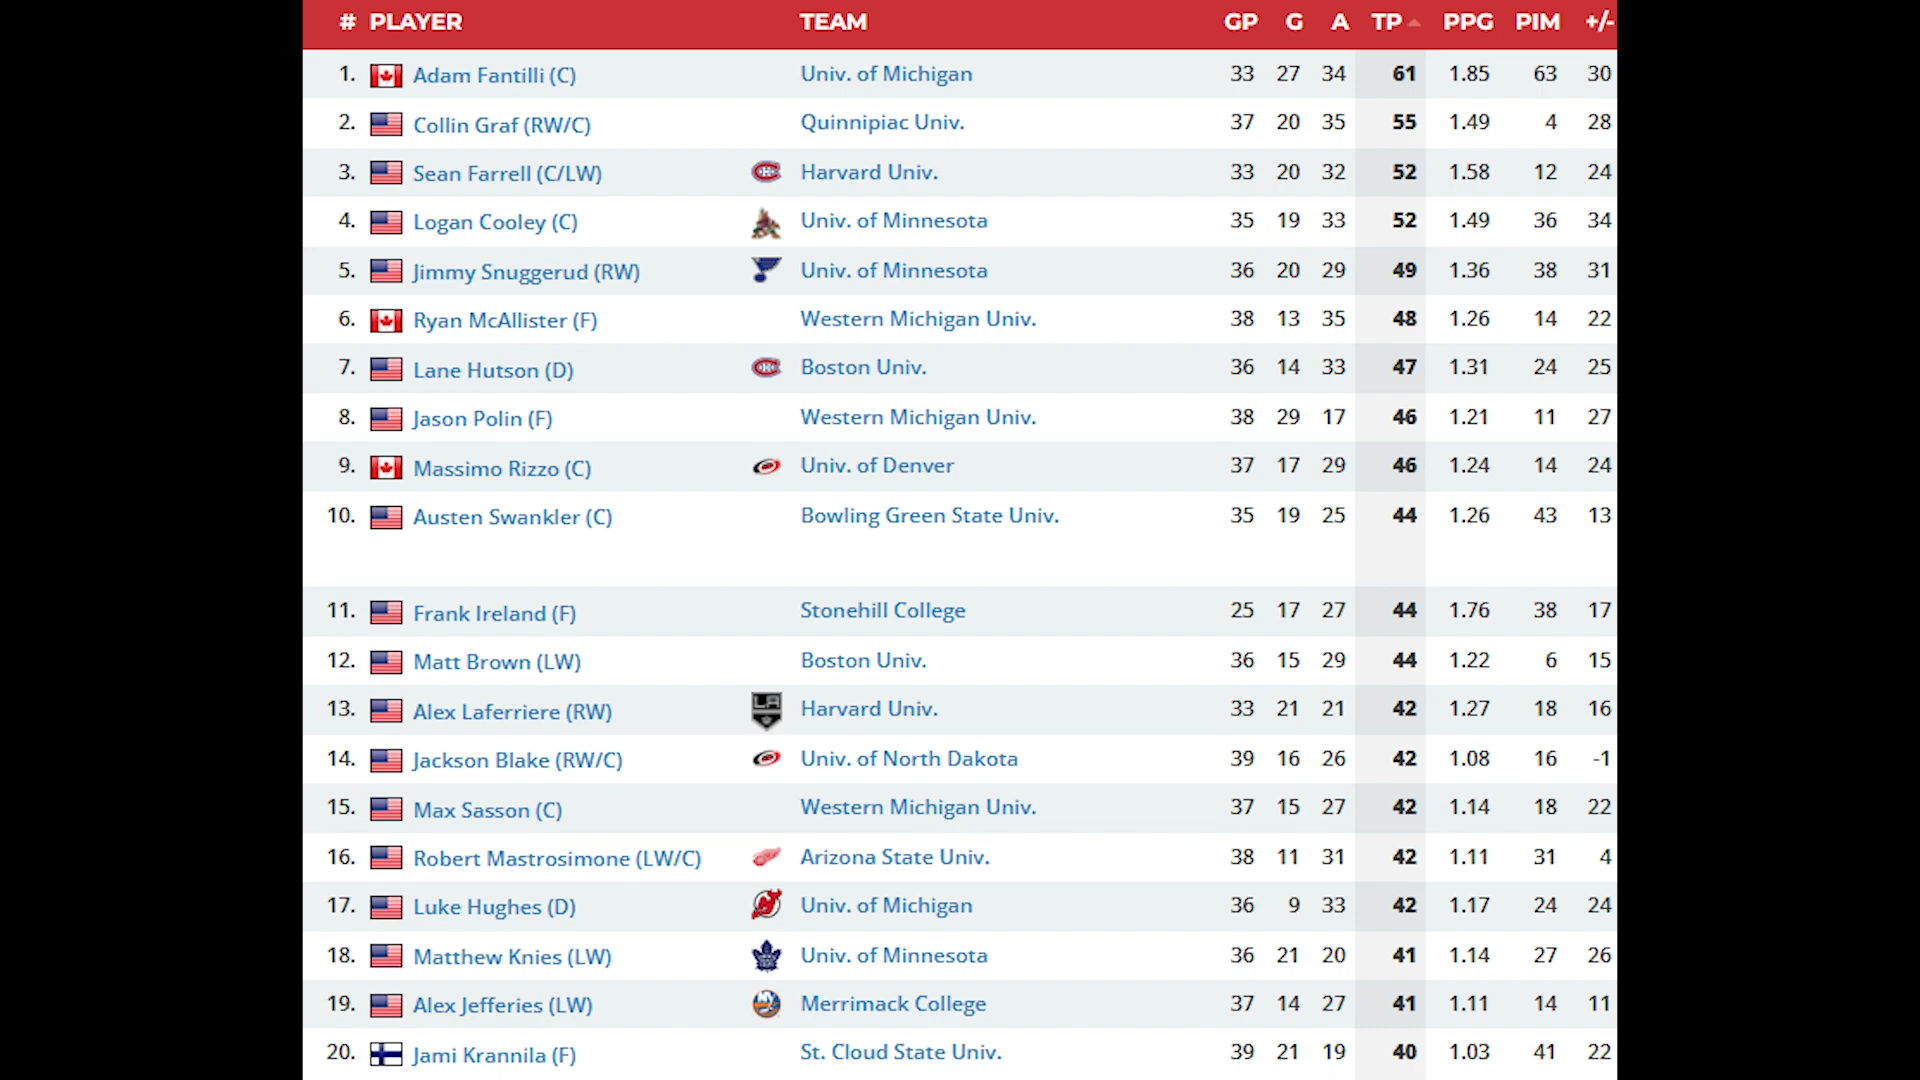 # PLAYER TEAM GP G A TP PPG PIM +/-
1. Adam Fantilli (C) Univ. of Michigan 33 27 34 61 1.85 63 30
2. Collin Graf (RW/C) Quinnipiac Univ. 37 20 35 55 1.49 4 28
3. Sean Farrell (C/LW) Harvard Univ. 33 20 32 52 1.58 12 24
4. Logan Cooley (C) Univ. of Minnesota 35 19 33 52 1.49 36 34
5. Jimmy Snuggerud (RW) Univ. of Minnesota 36 20 29 49 1.36 38 31
6. Ryan McAllister (F) Western Michigan Univ. 38 13 35 48 1.26 14 22
7. Lane Hutson (D) Boston Univ. 36 14 33 47 1.31 24 25
8. Jason Polin (F) Western Michigan Univ. 38 29 17 46 1.21 11 27
9. Massimo Rizzo (C) Univ. of Denver 37 17 29 46 1.24 14 24
10. Austen Swankler (C) Bowling Green State Univ. 35 19 25 44 1.26 43 13
11. Frank Ireland (F) Stonehill College 25 17 27 44 1.76 38 17
12. Matt Brown (LW) Boston Univ. 36 15 29 44 1.22 6 15
13. Alex Laferriere (RW) LA Harvard Univ. 33 21 21 42 1.27 18 16
14. Jackson Blake (RW/C) Univ. of North Dakota 39 16 26 42 1.08 16 -1
15. Max Sasson (C) Western Michigan Univ. 37 15 27 42 1.14 18 22
16. Robert Mastrosimone (LW/C) Arizona State Univ. 38 11 31 42 1.11 31 4
17. Luke Hughes (D) Univ. of Michigan 36 9 33 42 1.17 24 24
18. Matthew Knies (LW) Univ. of Minnesota 36 21 20 41 1.14 27 26
19. Alex Jefferies (LW) Merrimack College 37 14 27 41 1.11 14 11
20. Jami Krannila (F) St. Cloud State Univ. 39 21 19 40 1.03 41 22